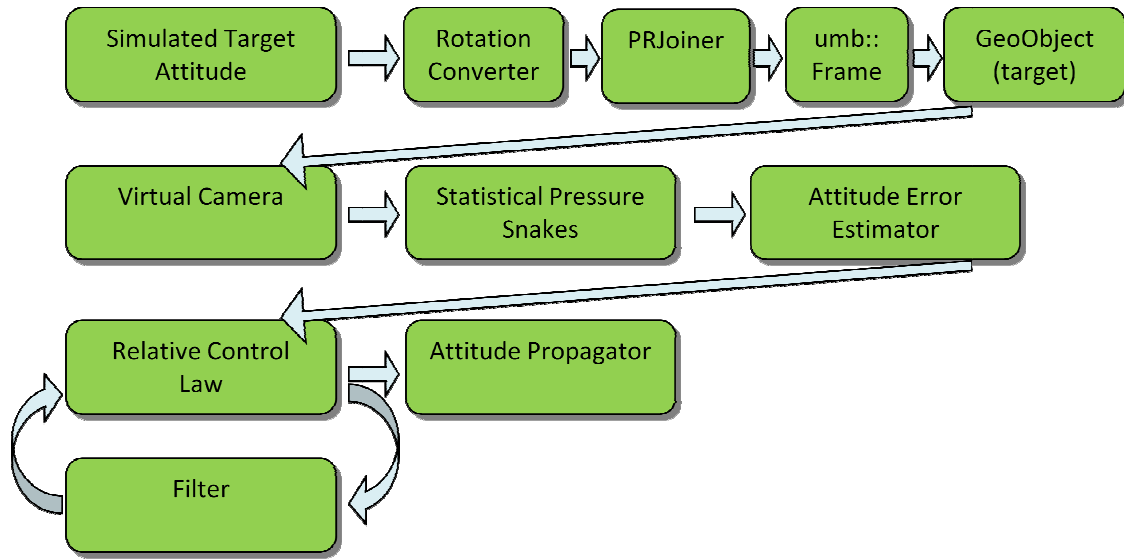 Simulated Target
Attitude
Rotation
Converter
PRJoiner
umb::
Frame
GeoObject
(target)
Virtual Camera
Statistical Pressure
Snakes
Attitude Error
Estimator
Relative Control
Law
Attitude Propagator
Filter